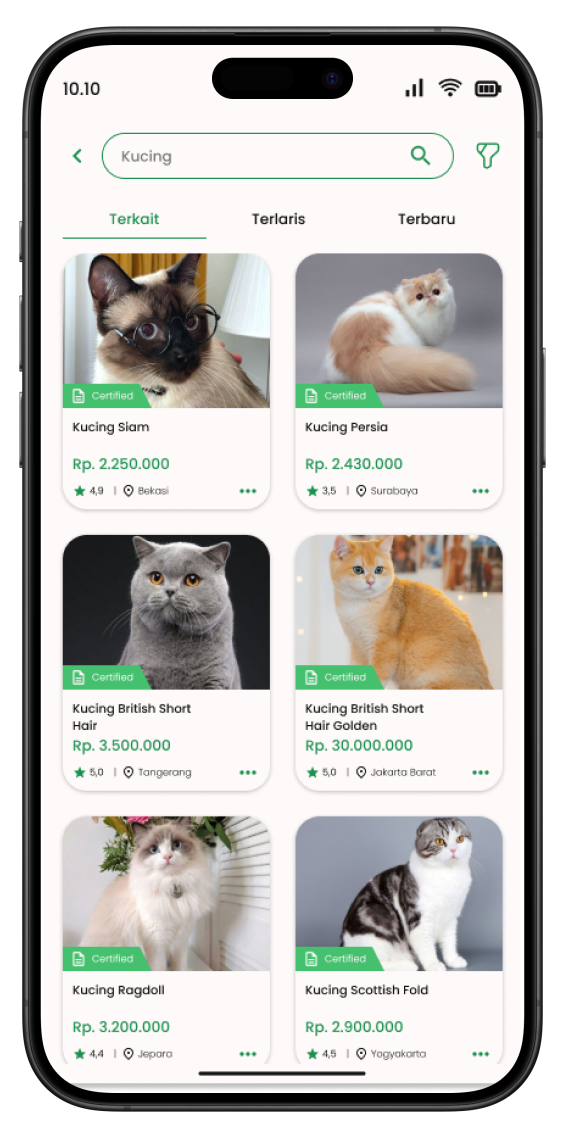 10.10
Kucing
Terkait Terlaris Terbaru
Certified
Kucing Siam
Rp. 2.250.000
4,9 | Bekasi
Certified
Kucing Persia
Rp. 2.430.000
3,5 | Surabaya
Certified
Kucing British Short
Hair
Rp. 3.500.000
5,0 | Tangerang
Certified
Kucing British Short
Hair Golden
Rp. 30.000.000
5,0 | Jakarta Barat
Certified
Kucing Ragdoll
Rp. 3.200.000
4,4 | Jepara
Certified
Kucing Scottish Fold
Rp. 2.900.000
4,5 | Yogyakarta